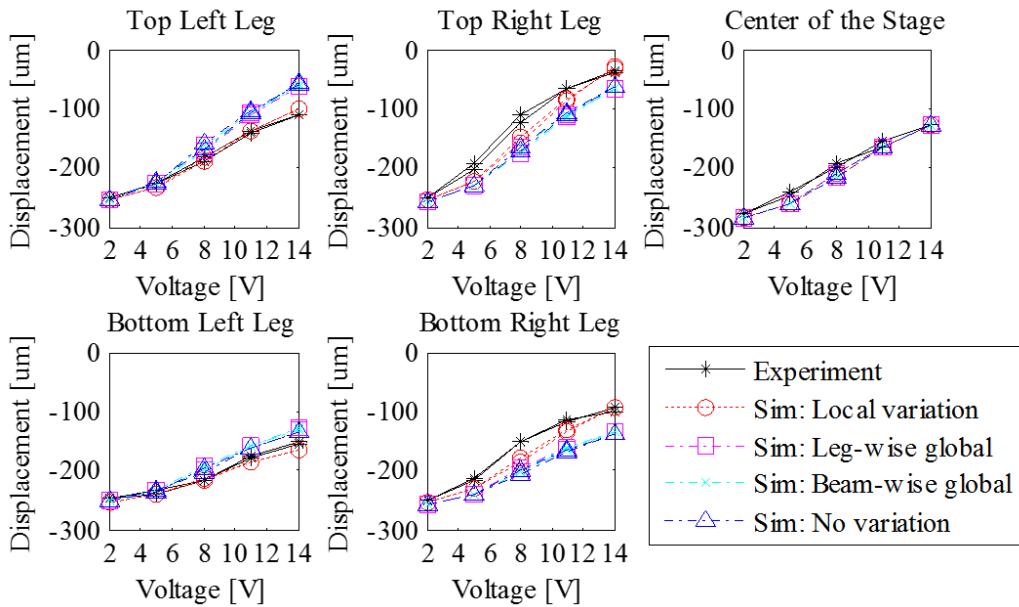 Top Left Leg
Top Right Leg
Center of the Stage
Displacement [um]
0
-100
-200
-300
2 4 6 8 10 12 14
Voltage [V]
Displacement [um]
0
-100
-200
-300
2 4 6 8 10 12 14
Voltage [V]
Displacement [um]
0
-100
-200
-300
2 4 6 8 10 12 14
Voltage [V]
Bottom Left Leg
Bottom Right Leg
Displacement [um]
0
-100
-200
-300
2 4 6 8 10 12 14
Voltage [V]
Displacement [um]
0
-100
-200
-300
2 4 6 8 10 12 14
Voltage [V]
Experiment
Sim: Local variation
Sim: Leg-wise global
Sim: Beam-wise global
Sim: No variation